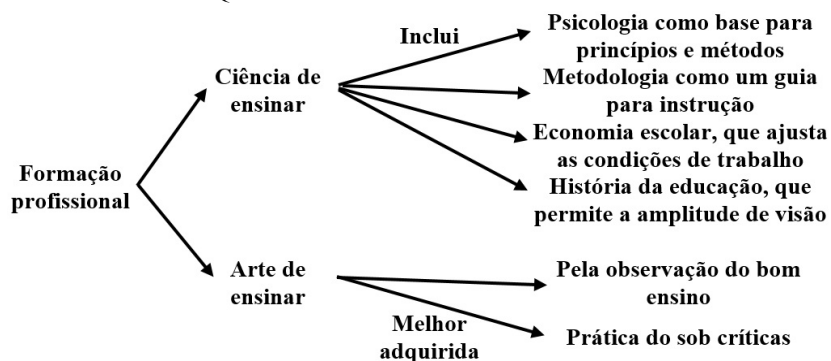 Inclui
Psicologia como base para
princípios e métodos
Ciência de
ensinar
Metodologia como um guia
para instrução
Economia escolar, que ajusta
as condições de trabalho
Formação
profissional
História da educação, que
permite a amplitude de visão
Arte de
ensinar
Pela observação do bom
ensino
Melhor
adquirida
Prática do sob críticas